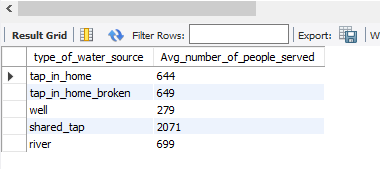 Result Grid Filter Rows: Export: W
type_of_water_source Avg_number_of_people_served
tap_in_home 644
tap_in_home_broken 649
well 279
shared_tap 2071
river 699